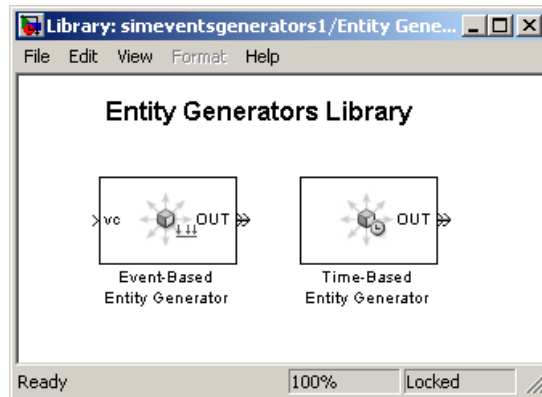 Library: simeventsgenerators1/Entity Gene...
File Edit View Format Help
Entity Generators Library
vc OUT OUT
Event-Based Time-Based
Entity Generator Entity Generator
Ready 100% Locked